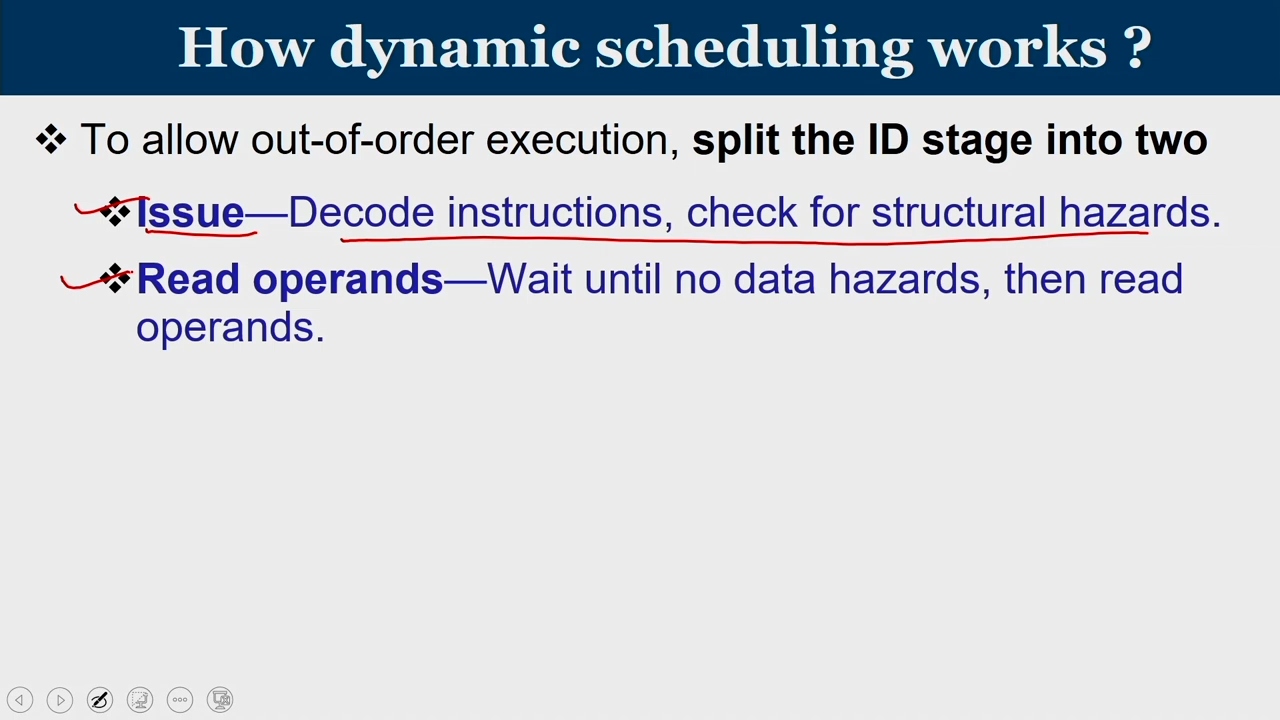 How dynamic scheduling works ?
❖ To allow out-of-order execution, split the ID stage into two
❖ Issue—Decode instructions, check for structural hazards.
❖ Read operands—Wait until no data hazards, then read
operands.